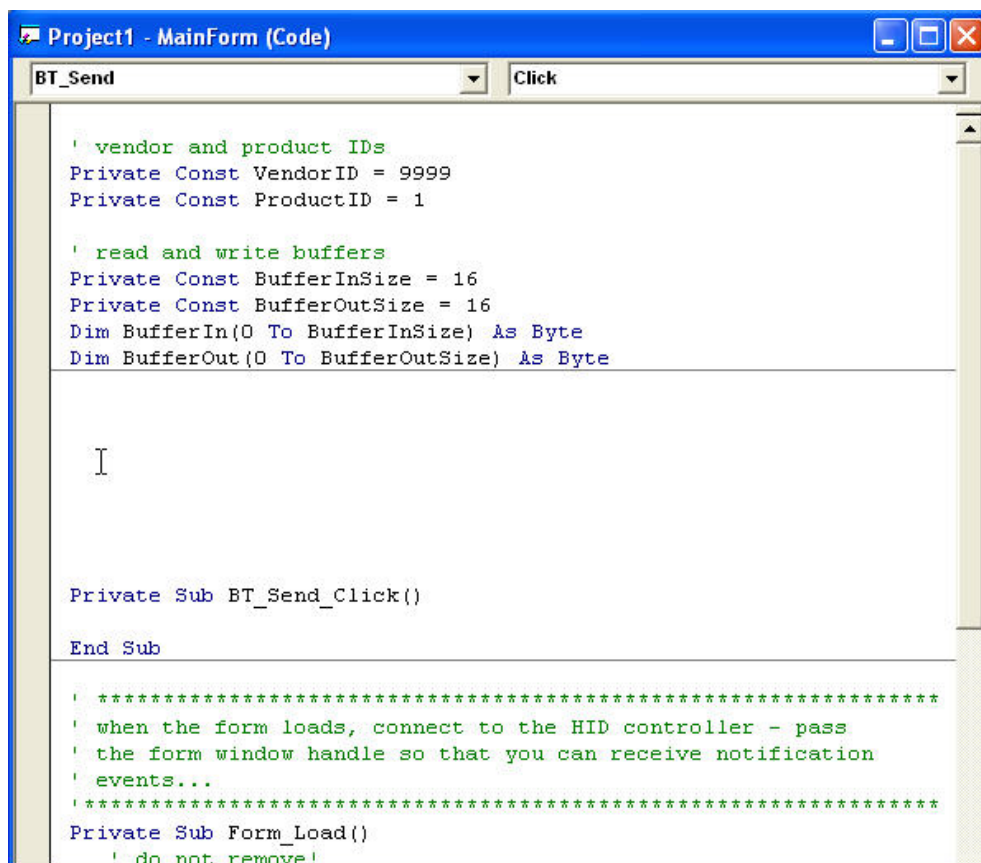 Project1 - MainForm (Code)
BT_Send Click
' vendor and product IDs
Private Const VendorID = 9999
Private Const ProductID = 1
' read and write buffers
Private Const BufferInSize = 16
Private Const BufferOutSize = 16
Dim BufferIn(0 To BufferInSize) As Byte
Dim BufferOut(0 To BufferOutSize) As Byte
Private Sub BT_Send_Click()
End Sub
' ****************************************************************
' when the form loads, connect to the HID controller - pass
' the form window handle so that you can receive notification
' events...
'*****************************************************************
Private Sub Form_Load()
' do not remove!